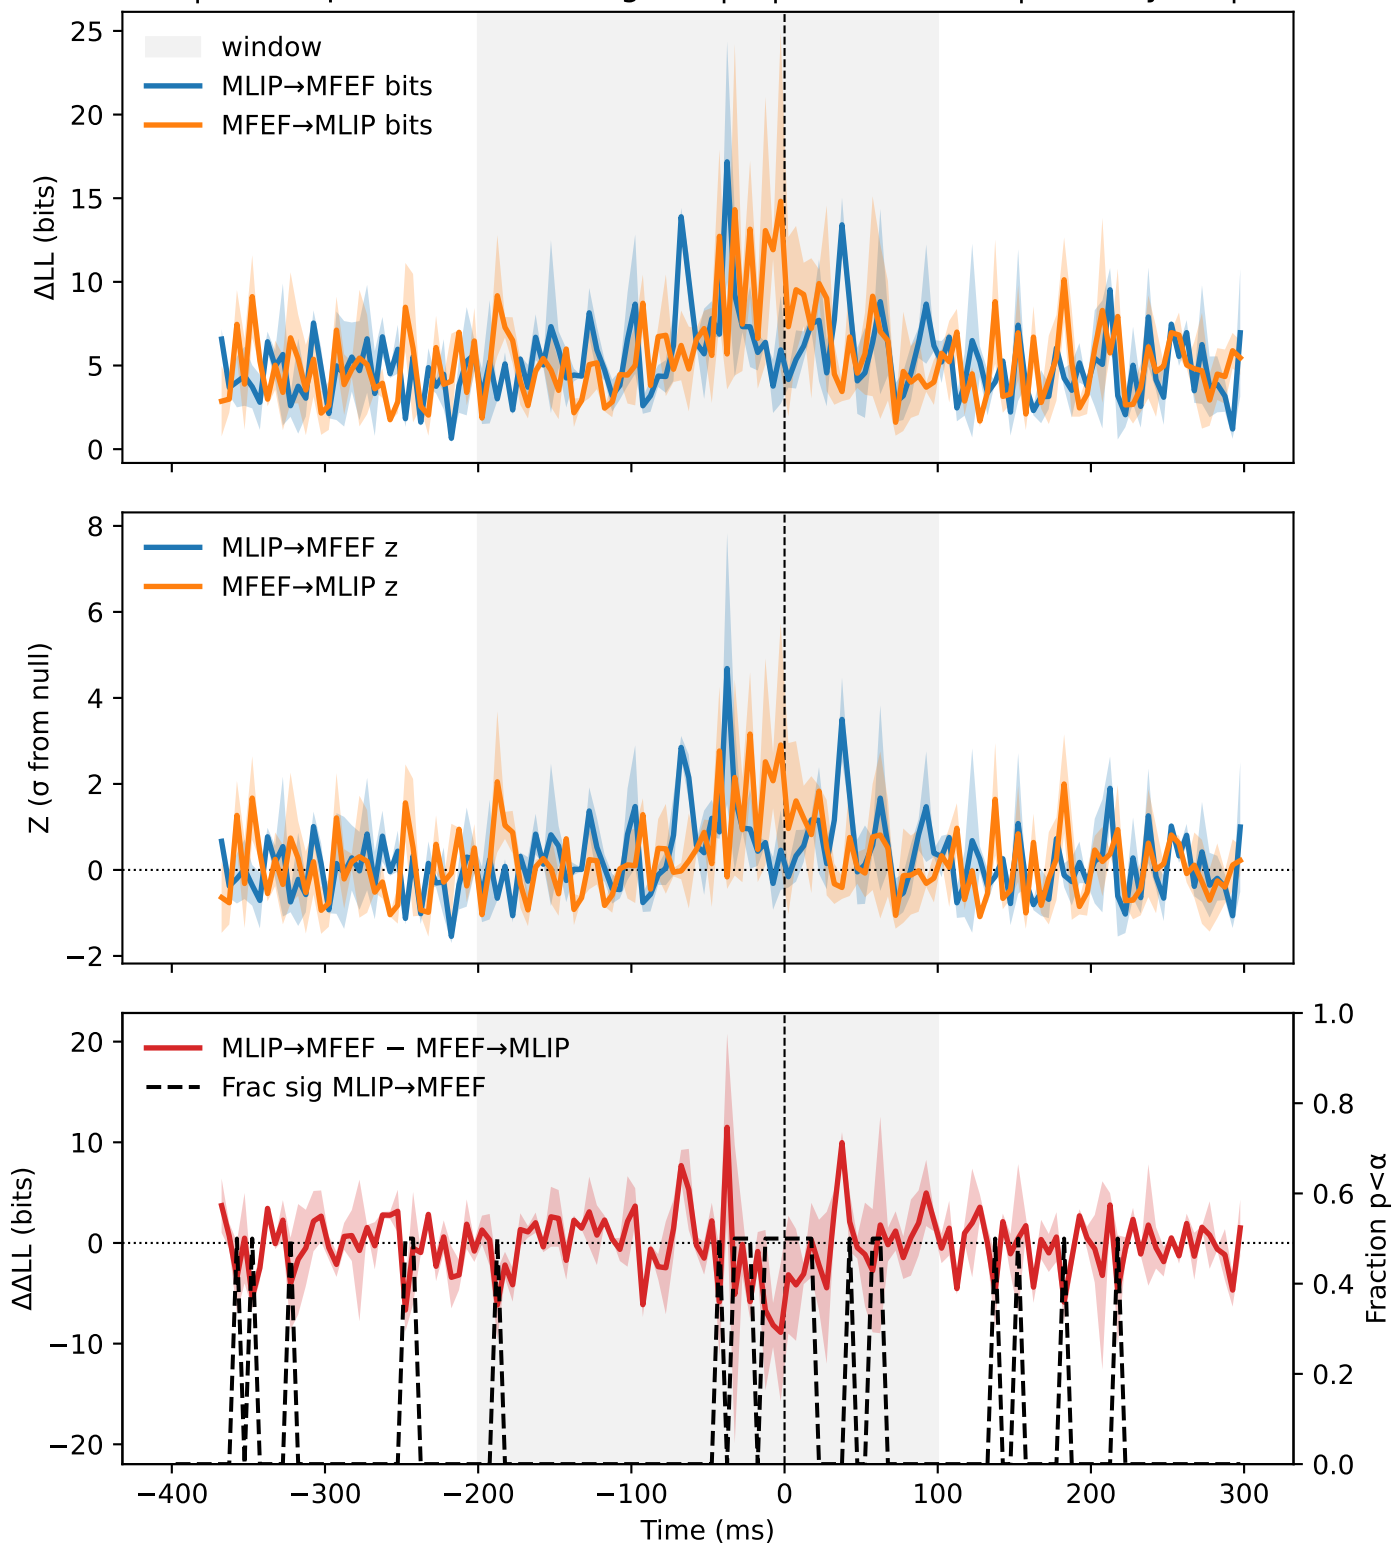 25
20
15
10
5
0
ΔLL (bits)
window
MLIP→MFEF bits
MFEF→MLIP bits
8
6
4
2
0
−2
Z (σ from null)
MLIP→MFEF z
MFEF→MLIP z
20
10
0
−10
−20
ΔΔLL (bits)
MLIP→MFEF − MFEF→MLIP
Frac sig MLIP→MFEF
1.0
0.8
0.6
0.4
0.2
0.0
Fraction p<α
−400 −300 −200 −100 0 100 200 300
Time (ms)